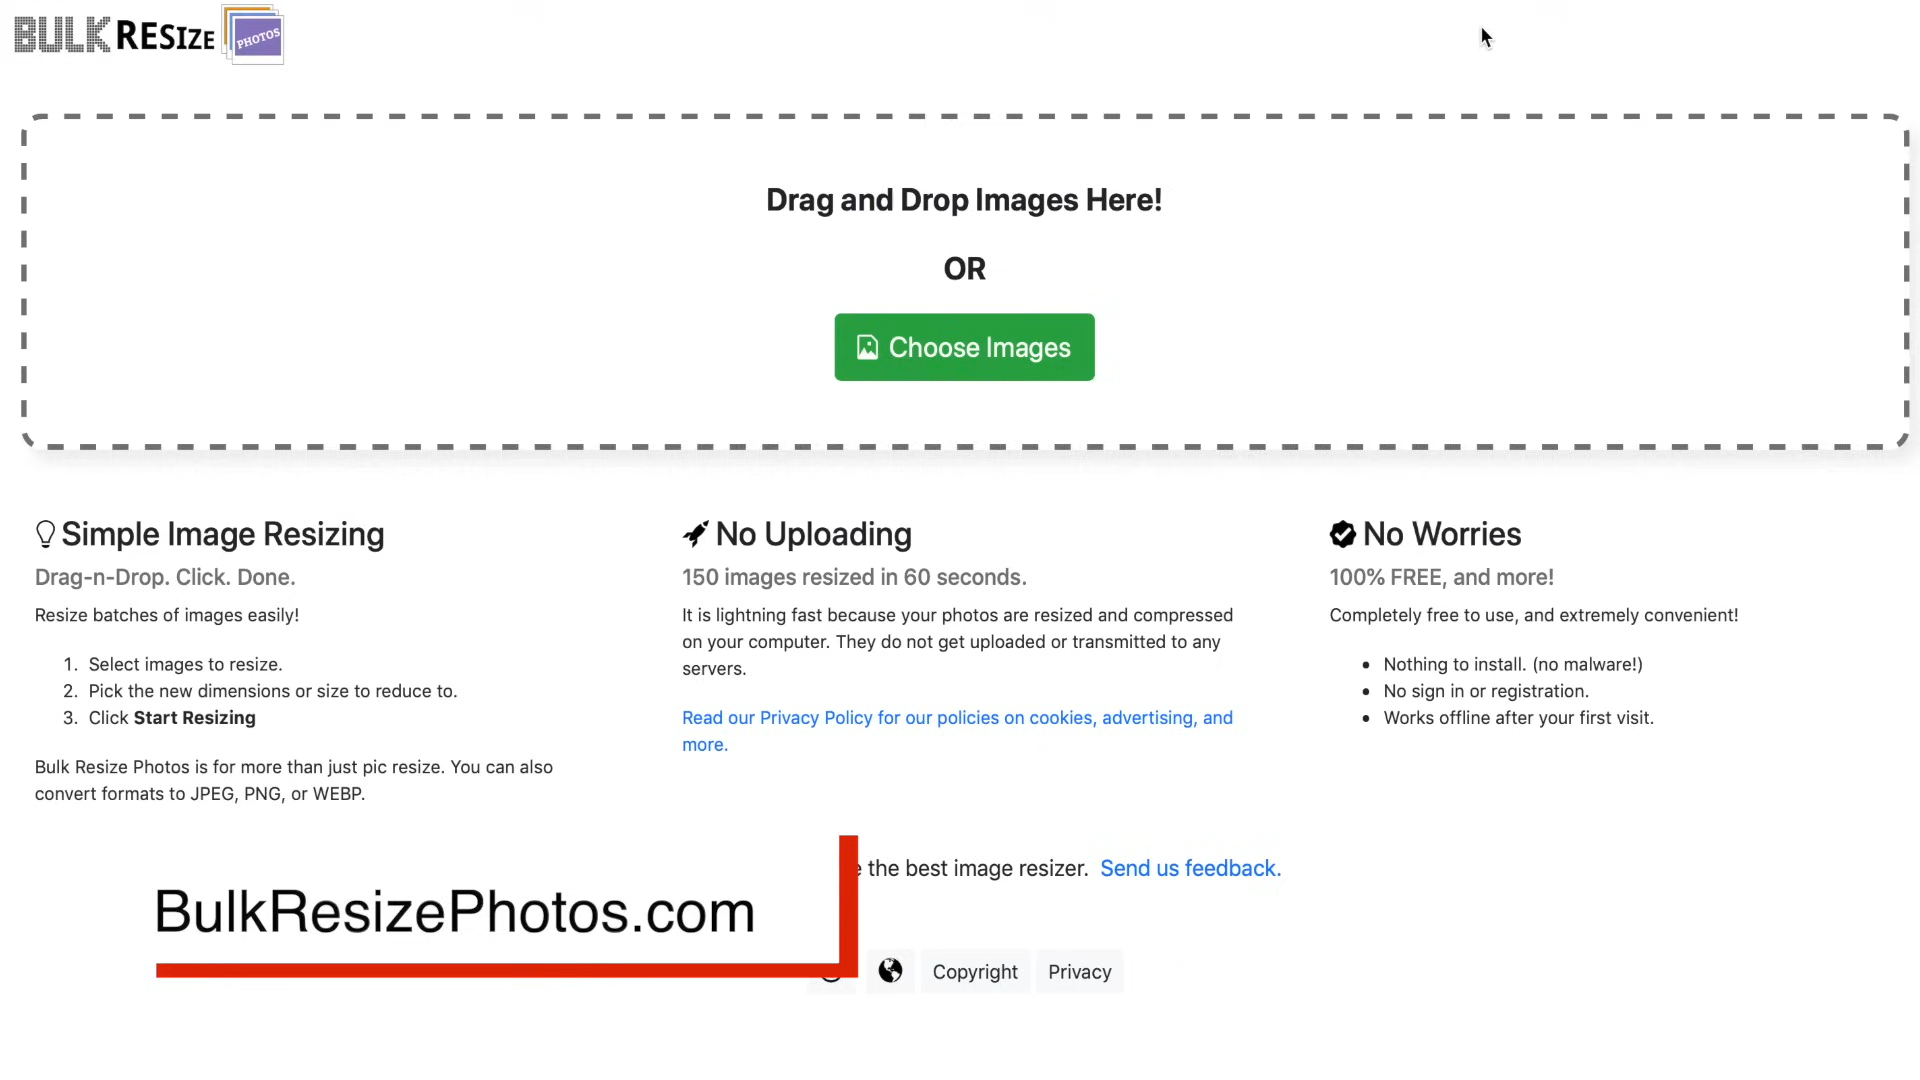 BULK RESIZE PHOTOS
Drag and Drop Images Here!
OR
Choose Images
Simple Image Resizing
Drag-n-Drop. Click. Done.
Resize batches of images easily!
1. Select images to resize.
2. Pick the new dimensions or size to reduce to.
3. Click Start Resizing
Bulk Resize Photos is for more than just pic resize. You can also
convert formats to JPEG, PNG, or WEBP.
No Uploading
150 images resized in 60 seconds.
It is lightning fast because your photos are resized and compressed
on your computer. They do not get uploaded or transmitted to any
servers.
Read our Privacy Policy for our policies on cookies, advertising, and
more.
No Worries
100% FREE, and more!
Completely free to use, and extremely convenient!
• Nothing to install. (no malware!)
• No sign in or registration.
• Works offline after your first visit.
the best image resizer. Send us feedback.
BulkResizePhotos.com
Copyright
Privacy